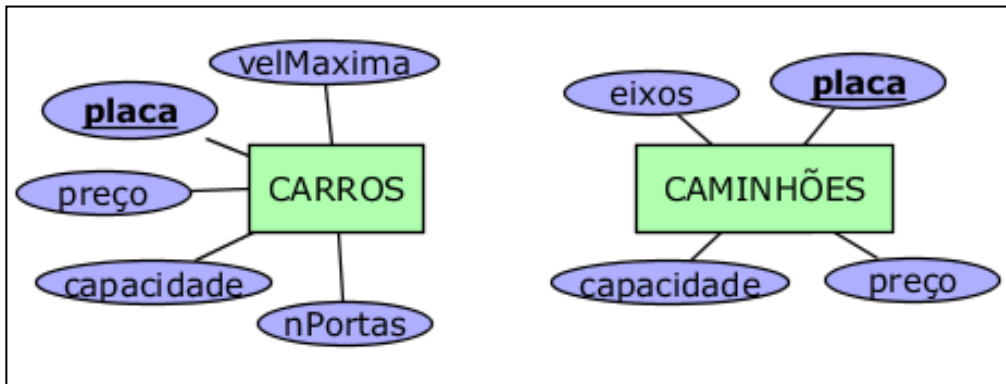 velMaxima
placa
preço
CARROS
capacidade
nPortas
eixos
placa
CAMINHÕES
capacidade
preço